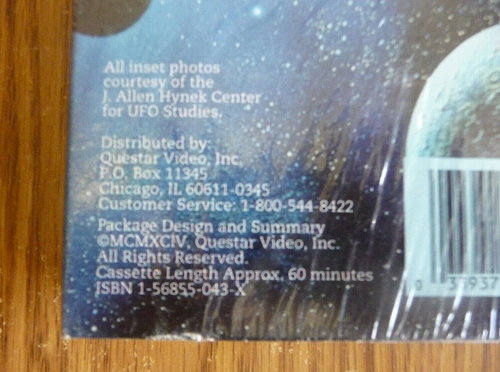 All inset photos
courtesy of the
J. Allen Hynek Center
for UFO Studies.
Distributed by:
Questar Video, Inc.
P.O. Box 11345
Chicago, IL 60611-0345
Customer Service: 1-800-544-8422
Package Design and Summary
©MCMXCIV, Questar Video, Inc.
All Rights Reserved.
Cassette Length Approx. 60 minutes
ISBN 1-56855-043-X